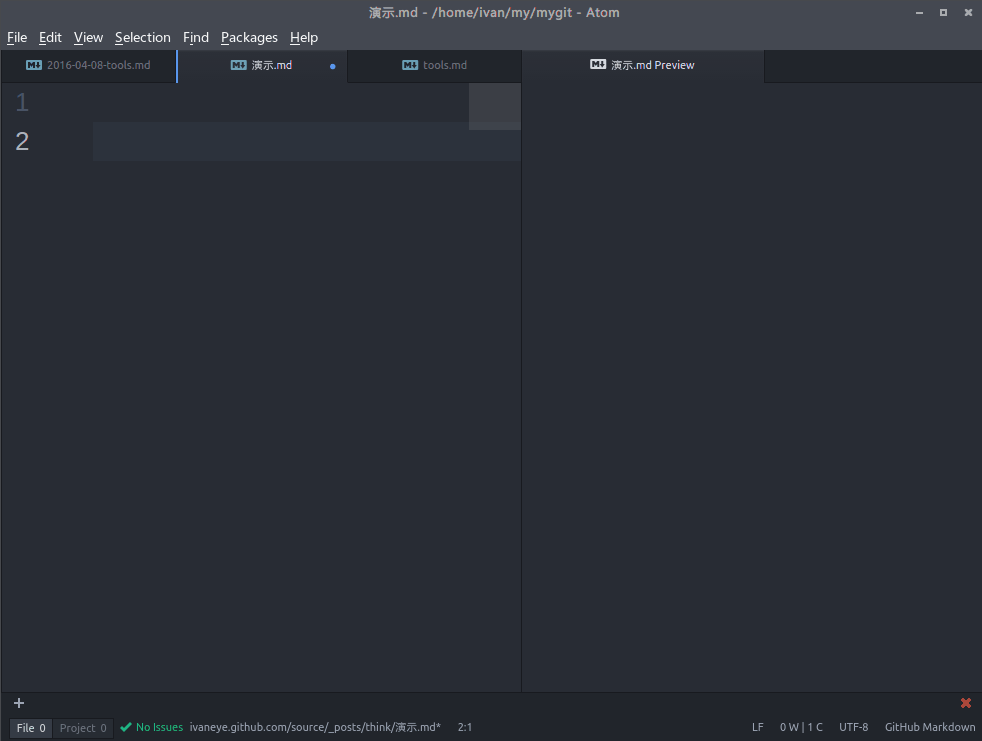 演示.md - /home/ivan/my/mygit - Atom
File Edit View Selection Find Packages Help
2016-04-08-tools.md 演示.md tools.md 演示.md Preview
1
2
File 0 Project 0 No Issues ivaneye.github.com/source/_posts/think/演示.md* 2:1 LF 0 W | 1 C UTF-8 GitHub Markdown